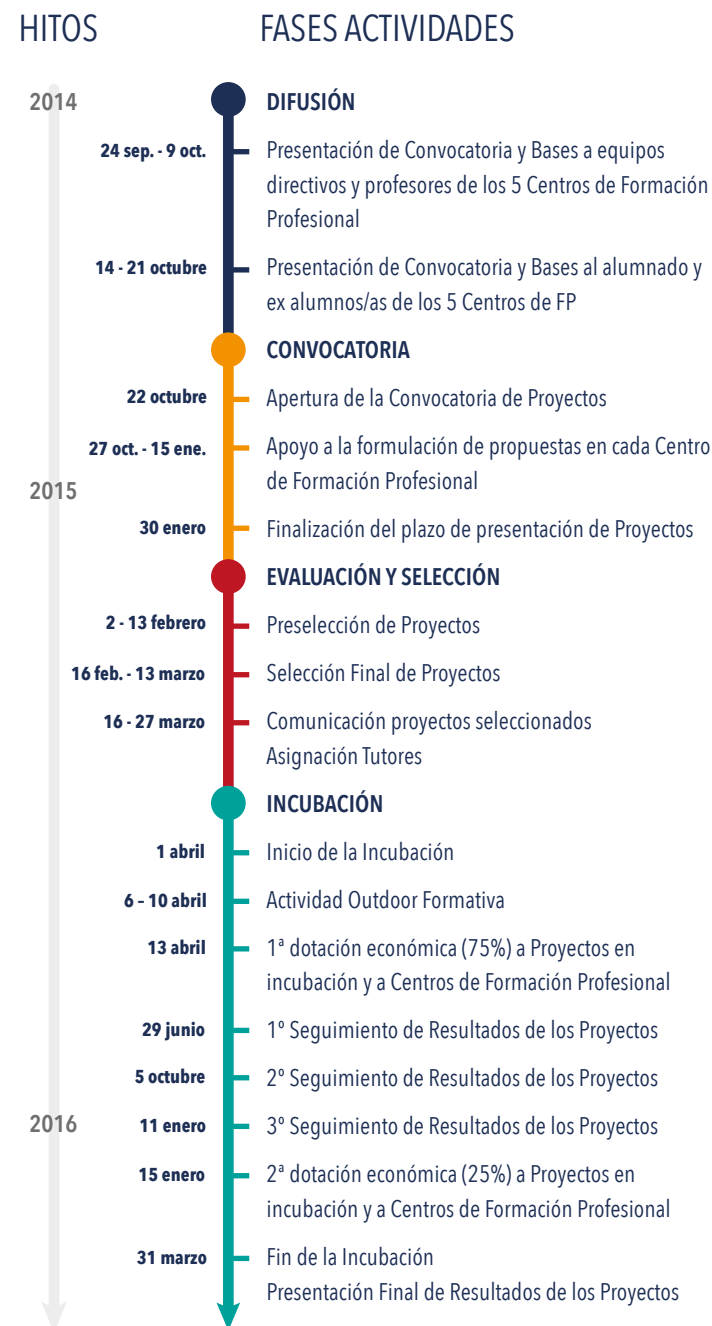 HITOS FASES ACTIVIDADES
2014 DIFUSIÓN
24 sep. - 9 oct. Presentación de Convocatoria y Bases a equipos
directivos y profesores de los 5 Centros de Formación
Profesional
14 - 21 octubre Presentación de Convocatoria y Bases al alumnado y
ex alumnos/as de los 5 Centros de FP
CONVOCATORIA
22 octubre Apertura de la Convocatoria de Proyectos
27 oct. - 15 ene. Apoyo a la formulación de propuestas en cada Centro
de Formación Profesional
2015
30 enero Finalización del plazo de presentación de Proyectos
EVALUACIÓN Y SELECCIÓN
2 - 13 febrero Preselección de Proyectos
16 feb. - 13 marzo Selección Final de Proyectos
16 - 27 marzo Comunicación proyectos seleccionados
Asignación Tutores
INCUBACIÓN
1 abril Inicio de la Incubación
6 – 10 abril Actividad Outdoor Formativa
13 abril 1ª dotación económica (75%) a Proyectos en
incubación y a Centros de Formación Profesional
29 junio 1º Seguimiento de Resultados de los Proyectos
5 octubre 2º Seguimiento de Resultados de los Proyectos
2016 11 enero 3º Seguimiento de Resultados de los Proyectos
15 enero 2ª dotación económica (25%) a Proyectos en
incubación y a Centros de Formación Profesional
31 marzo Fin de la Incubación
Presentación Final de Resultados de los Proyectos